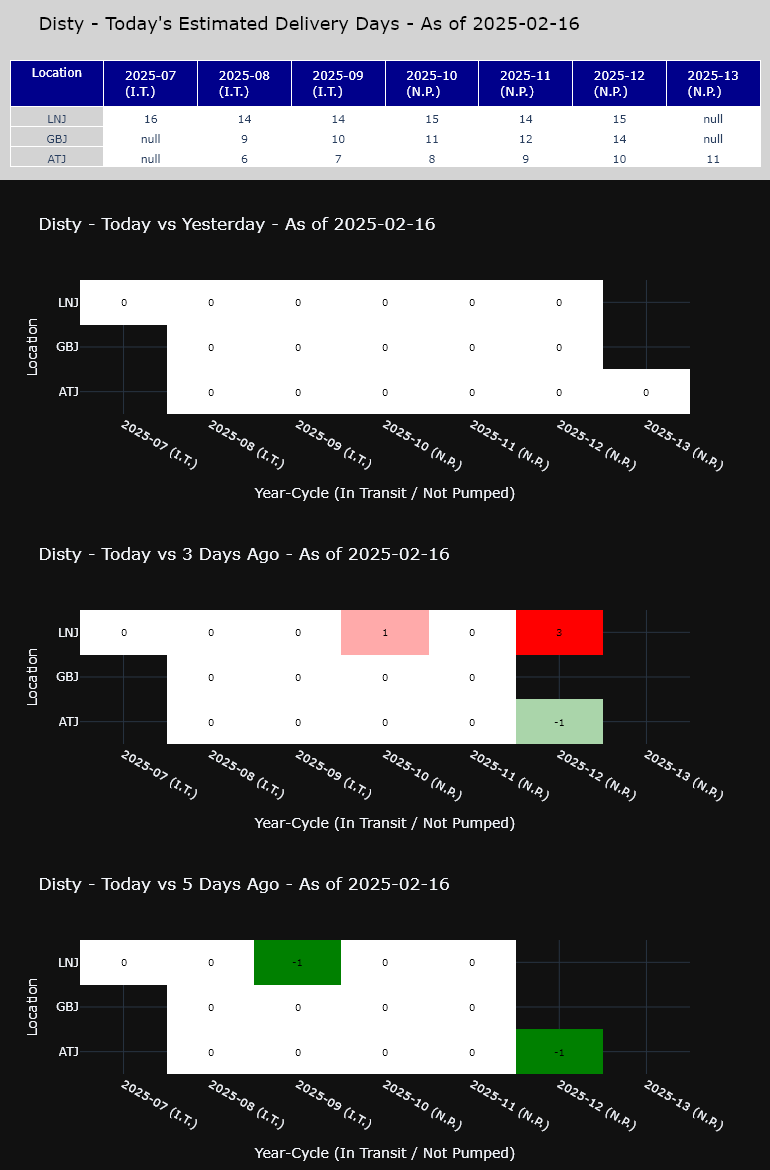 Disty - Today's Estimated Delivery Days - As of 2025-02-16
Location 2025-07 (I.T.) 2025-08 (I.T.) 2025-09 (I.T.) 2025-10 (N.P.) 2025-11 (N.P.) 2025-12 (N.P.) 2025-13 (N.P.)
LNJ 16 14 14 15 14 15 null
GBJ null 9 10 11 12 14 null
ATJ null 6 7 8 9 10 11
Disty - Today vs Yesterday - As of 2025-02-16
Location
LNJ 0 0 0 0 0 0
GBJ 0 0 0 0 0
ATJ 0 0 0 0 0 0
2025-07 (I.T.) 2025-08 (I.T.) 2025-09 (I.T.) 2025-10 (N.P.) 2025-11 (N.P.) 2025-12 (N.P.) 2025-13 (N.P.)
Year-Cycle (In Transit / Not Pumped)
Disty - Today vs 3 Days Ago - As of 2025-02-16
Location
LNJ 0 0 0 1 0 3
GBJ 0 0 0 0
ATJ 0 0 0 0 -1
2025-07 (I.T.) 2025-08 (I.T.) 2025-09 (I.T.) 2025-10 (N.P.) 2025-11 (N.P.) 2025-12 (N.P.) 2025-13 (N.P.)
Year-Cycle (In Transit / Not Pumped)
Disty - Today vs 5 Days Ago - As of 2025-02-16
Location
LNJ 0 0 -1 0 0
GBJ 0 0 0 0
ATJ 0 0 0 0 -1
2025-07 (I.T.) 2025-08 (I.T.) 2025-09 (I.T.) 2025-10 (N.P.) 2025-11 (N.P.) 2025-12 (N.P.) 2025-13 (N.P.)
Year-Cycle (In Transit / Not Pumped)